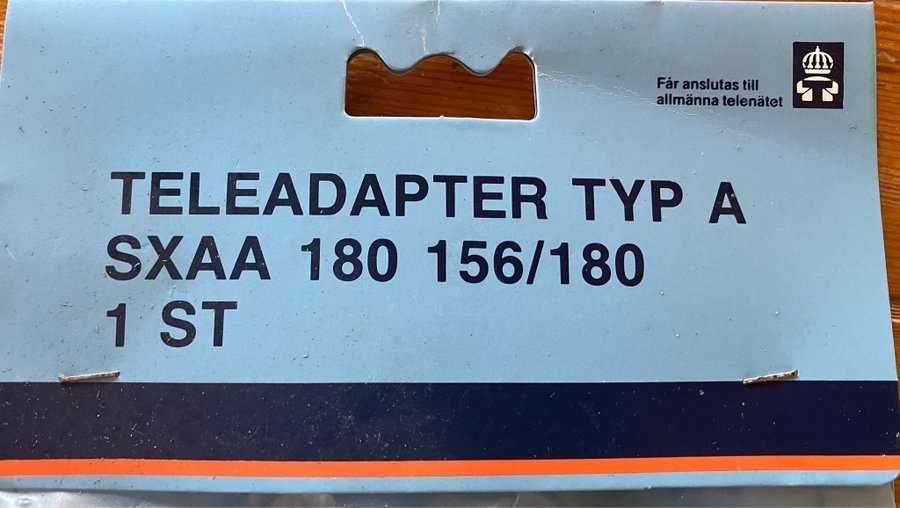 Får anslutas till
allmänna telenätet
TELEADAPTER TYP A
SXAA 180 156/180
1 ST